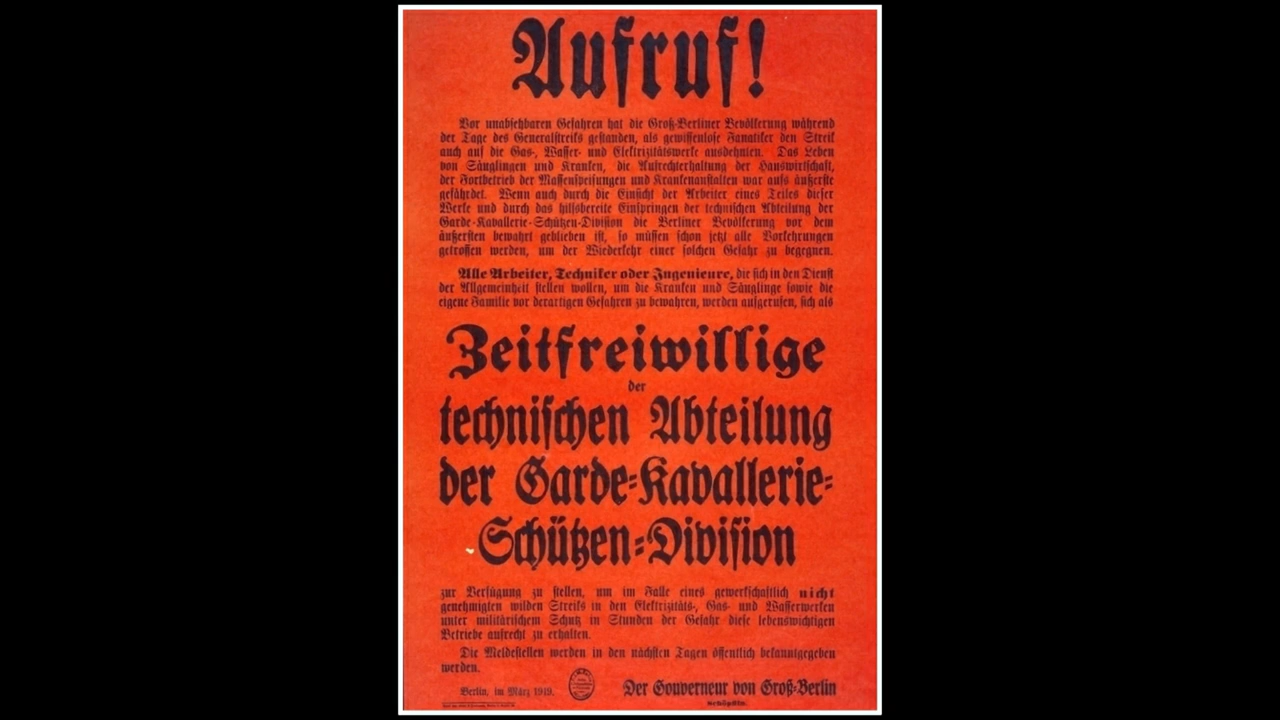 Aufruf!
Vor unabsehbaren Gefahren hat die Groß-Berliner Bevölkerung während
der Tage des Generalstreiks gestanden, als gewissenlose Fanatiker den Streik
auch auf die Gas-, Wasser- und Elektrizitätswerke ausdehnten. Das Leben
von Säuglingen und Kranken, die Aufrechterhaltung der Hauswirtschaft,
der Fortbetrieb der Massenspeisungen und Krankenanstalten war aufs äußerste
gefährdet. Wenn auch durch die Einsicht der Arbeiter eines Teiles dieser
Werke und durch das hilfsbereite Einspringen der technischen Abteilung der
Garde-Kavallerie-Schützen-Division die Berliner Bevölkerung vor dem
äußersten bewahrt geblieben ist, so müssen schon jetzt alle Vorkehrungen
getroffen werden, um der Wiederkehr einer solchen Gefahr zu begegnen.
Alle Arbeiter, Techniker oder Ingenieure, die sich in den Dienst
der Allgemeinheit stellen wollen, um die Kranken und Säuglinge sowie die
eigene Familie vor derartigen Gefahren zu bewahren, werden aufgerufen, sich als
Zeitfreiwillige
der
technischen Abteilung
der Garde-Kavallerie-
Schützen-Division
zur Verfügung zu stellen, um im Falle eines gewerkschaftlich nicht
genehmigten wilden Streiks in den Elektrizitäts-, Gas- und Wasserwerken
unter militärischem Schutz in Stunden der Gefahr diese lebenswichtigen
Betriebe aufrecht zu erhalten.
Die Meldestellen werden in den nächsten Tagen öffentlich bekanntgegeben
werden.
Berlin, im März 1919.
Der Gouverneur von Groß-Berlin
Schöpflin.